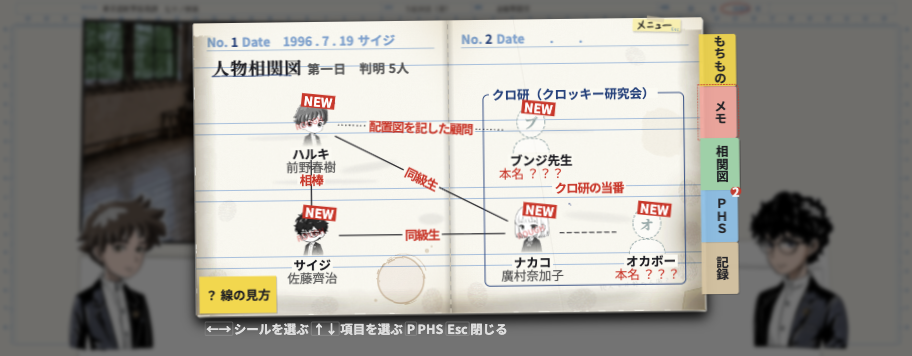 No. 1 Date 1996.7.19 サイジ
人物相関図 第一日 判明 5人
NEW
ハルキ
前野春樹
相棒
NEW
サイジ
佐藤齊治
? 線の見方
配置図を記した顧問
同級生
同級生
No. 2 Date . .
メニュー
クロ研（クロッキー研究会）
NEW
ブ
ブンジ先生
本名 ？？？
クロ研の当番
NEW
ナカコ
廣村奈加子
NEW
オ
オカボー
本名 ？？？
もちもの
メモ
相関図
2
PHS
記録
←→ シールを選ぶ ↑↓ 項目を選ぶ P PHS Esc 閉じる